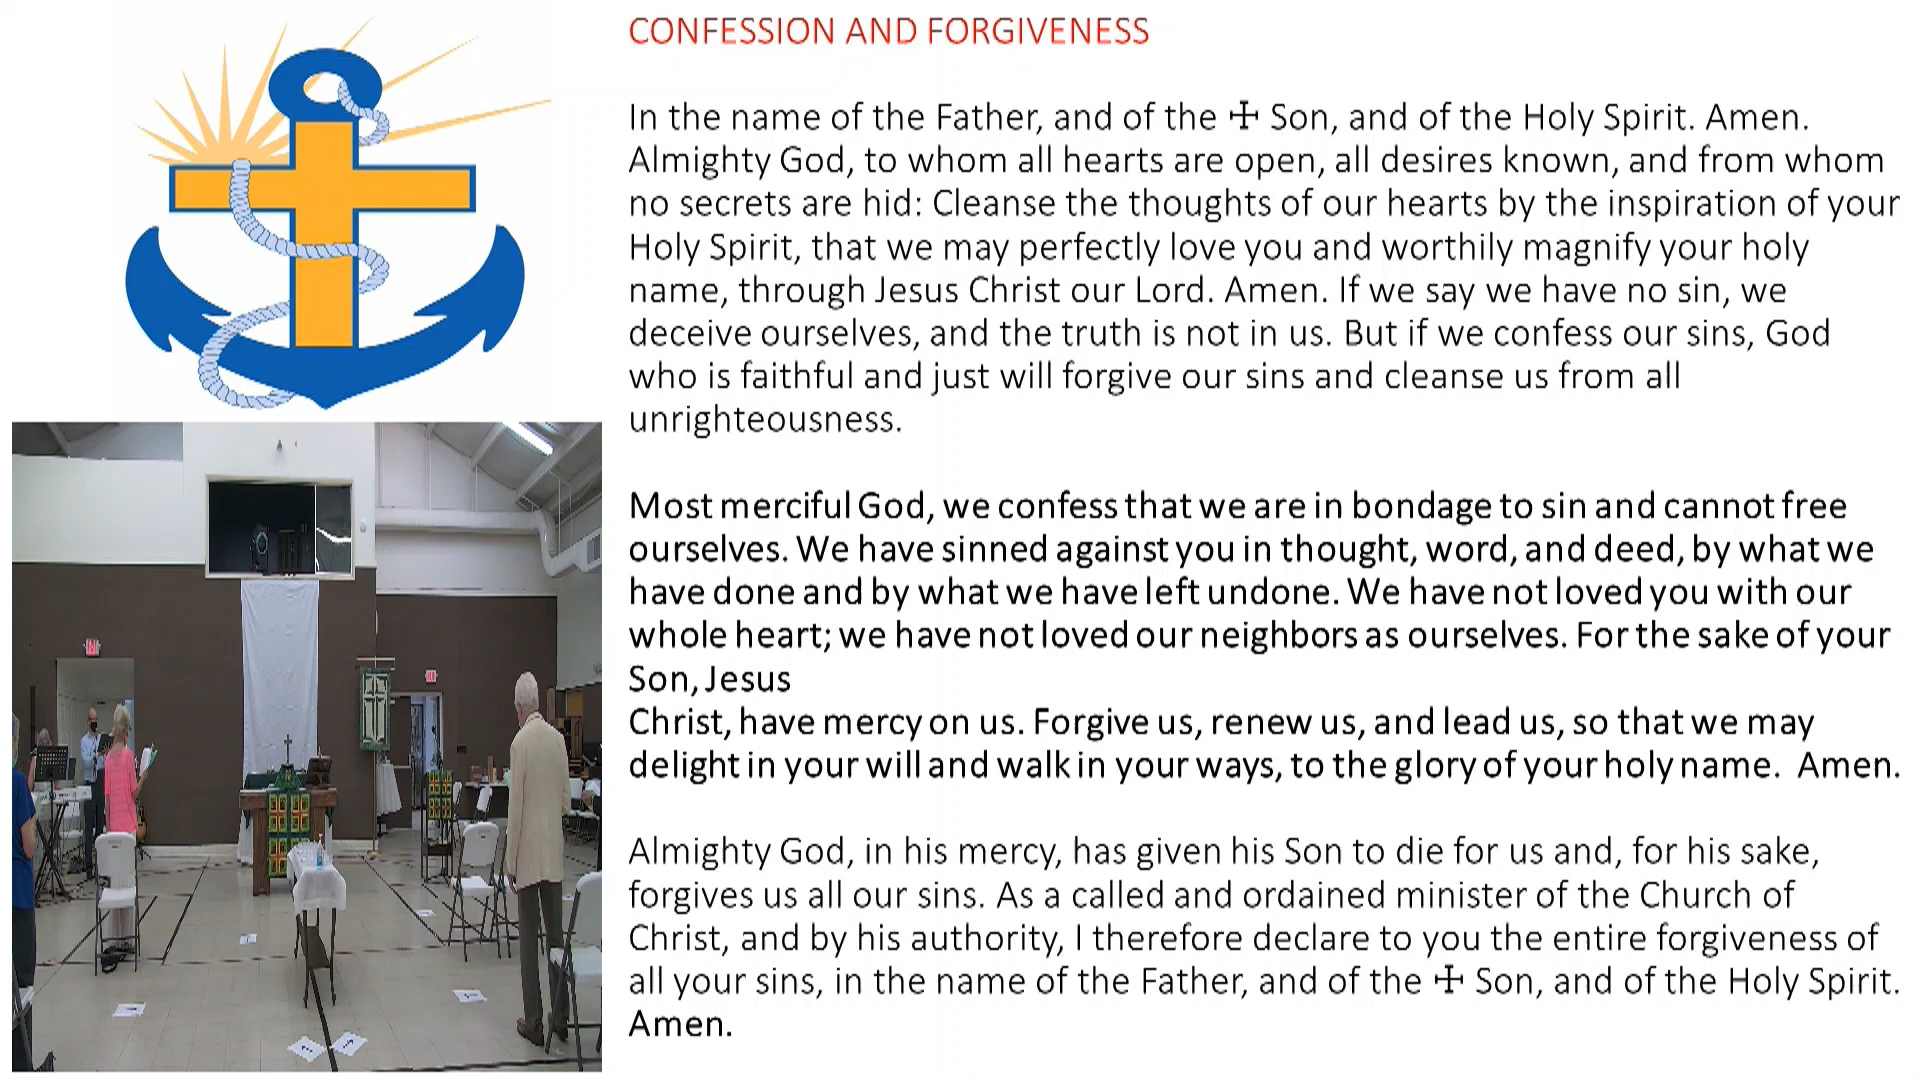 CONFESSION AND FORGIVENESS
In the name of the Father, and of the ☩ Son, and of the Holy Spirit. Amen.
Almighty God, to whom all hearts are open, all desires known, and from whom
no secrets are hid: Cleanse the thoughts of our hearts by the inspiration of your
Holy Spirit, that we may perfectly love you and worthily magnify your holy
name, through Jesus Christ our Lord. Amen. If we say we have no sin, we
deceive ourselves, and the truth is not in us. But if we confess our sins, God
who is faithful and just will forgive our sins and cleanse us from all
unrighteousness.
Most merciful God, we confess that we are in bondage to sin and cannot free
ourselves. We have sinned against you in thought, word, and deed, by what we
have done and by what we have left undone. We have not loved you with our
whole heart; we have not loved our neighbors as ourselves. For the sake of your
Son, Jesus
Christ, have mercy on us. Forgive us, renew us, and lead us, so that we may
delight in your will and walk in your ways, to the glory of your holy name.  Amen.
Almighty God, in his mercy, has given his Son to die for us and, for his sake,
forgives us all our sins. As a called and ordained minister of the Church of
Christ, and by his authority, I therefore declare to you the entire forgiveness of
all your sins, in the name of the Father, and of the ☩ Son, and of the Holy Spirit.
Amen.